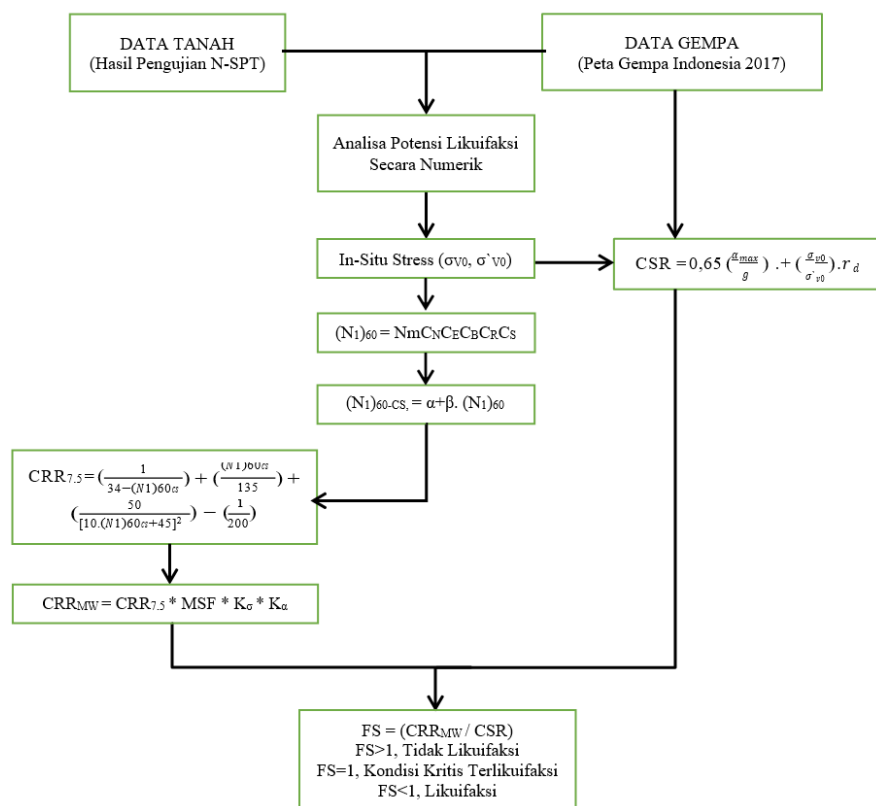 DATA TANAH
(Hasil Pengujian N-SPT)
DATA GEMPA
(Peta Gempa Indonesia 2017)
Analisa Potensi Likuifaksi
Secara Numerik
In-Situ Stress (σV0, σ`V0)
CSR = 0,65 (αmax/g) .+ (σv0/σ`v0).rd
(N1)60 = NmCNCECBCRCS
(N1)60-CS, = α+β. (N1)60
CRR7.5 = (1/34−(N1)60cs) + ((N1)60cs/135) +
(50/[10.(N1)60cs+45]²) − (1/200)
CRRMW = CRR7.5 * MSF * Kσ * Kα
FS = (CRRMW / CSR)
FS>1, Tidak Likuifaksi
FS=1, Kondisi Kritis Terlikuifaksi
FS<1, Likuifaksi